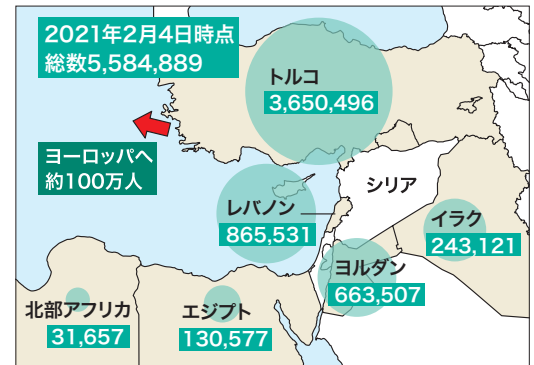 2021年2月4日時点
総数5,584,889
トルコ
3,650,496
ヨーロッパへ
約100万人
シリア
レバノン
865,531
イラク
243,121
ヨルダン
663,507
北部アフリカ
31,657
エジプト
130,577